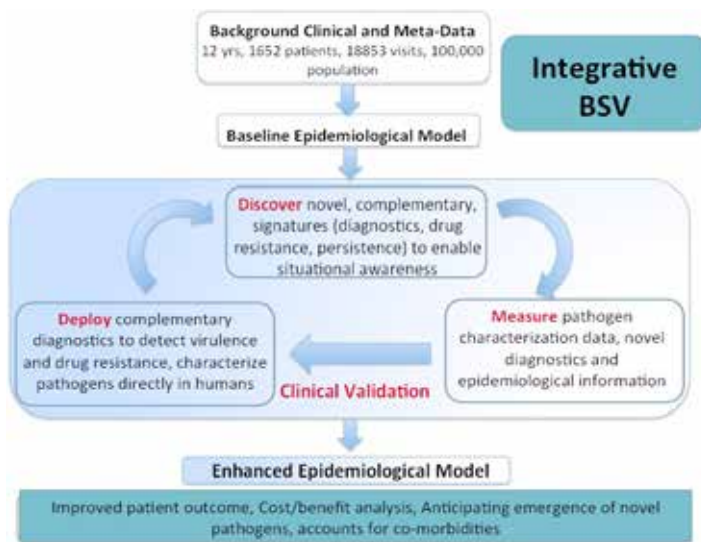 Background Clinical and Meta-Data
12 yrs, 1652 patients, 18853 visits, 100,000
population
Integrative
BSV
Baseline Epidemiological Model
Discover novel, complementary,
signatures (diagnostics, drug
resistance, persistence) to enable
situational awareness
Deploy complementary
diagnostics to detect virulence
and drug resistance, characterize
pathogens directly in humans
Measure pathogen
characterization data, novel
diagnostics and
epidemiological information
Clinical Validation
Enhanced Epidemiological Model
Improved patient outcome, Cost/benefit analysis, Anticipating emergence of novel
pathogens, accounts for co-morbidities